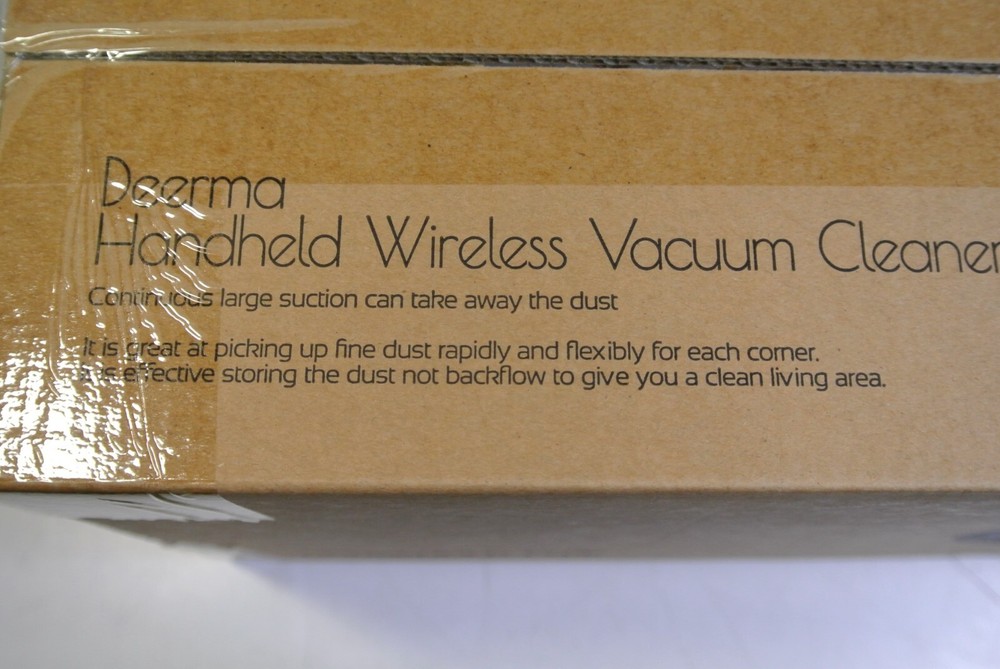 Deerma
Handheld Wireless Vacuum Cleaner
Continuous large suction can take away the dust
It is great at picking up fine dust rapidly and flexibly for each corner.
is effective storing the dust not backflow to give you a clean living area.